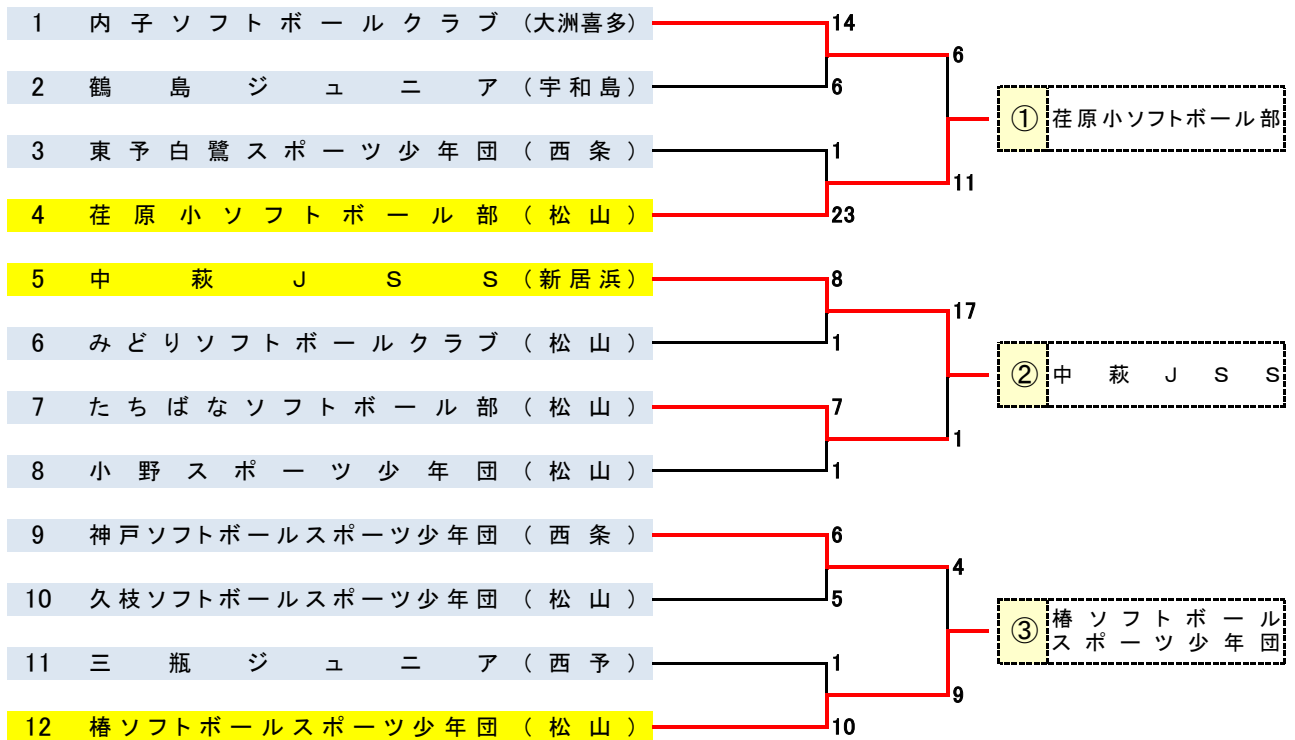 1 内子ソフトボールクラブ (大洲喜多) 14
6
2 鶴島ジュニア (宇和島) 6
① 荏原小ソフトボール部
3 東予白鷺スポーツ少年団 (西条) 1
11
4 荏原小ソフトボール部 (松山) 23
5 中萩JSS (新居浜) 8
17
6 みどりソフトボールクラブ (松山) 1
② 中萩JSS
7 たちばなソフトボール部 (松山) 7
1
8 小野スポーツ少年団 (松山) 1
9 神戸ソフトボールスポーツ少年団 (西条) 6
4
10 久枝ソフトボールスポーツ少年団 (松山) 5
③ 椿ソフトボール
スポーツ少年団
11 三瓶ジュニア (西予) 1
9
12 椿ソフトボールスポーツ少年団 (松山) 10